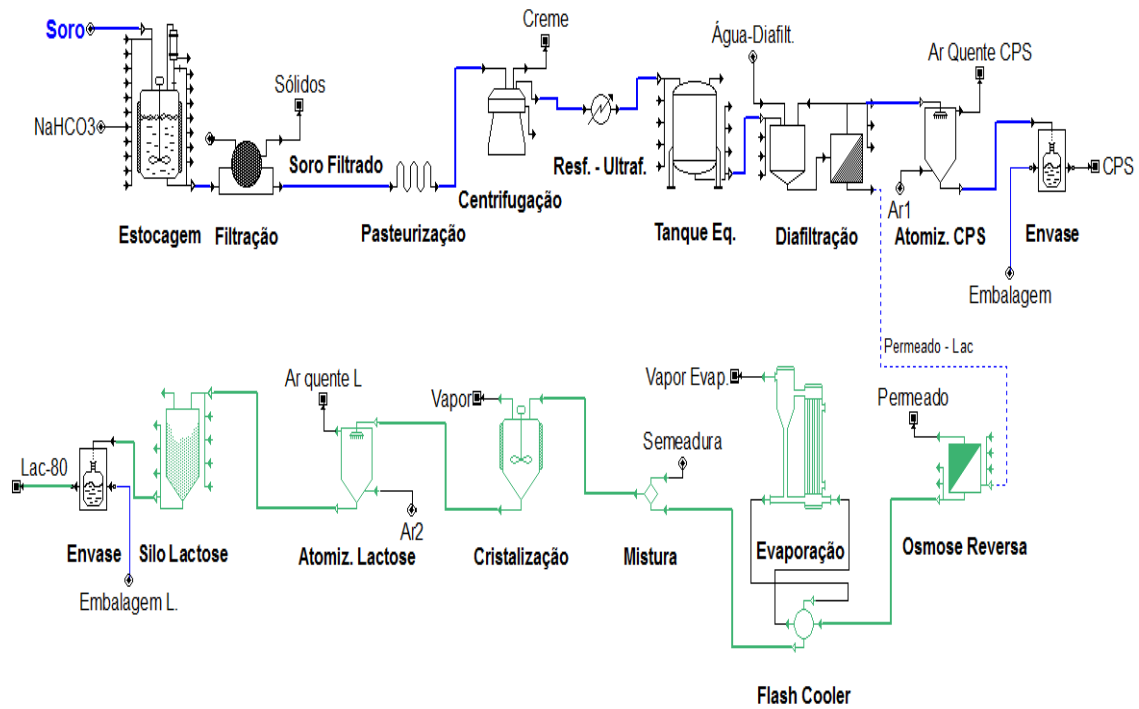 Soro
Creme
Água-Diafilt.
Ar Quente CPS
Sólidos
NaHCO3
Soro Filtrado
Resf. - Ultraf.
CPS
Centrifugação
Ar1
Estocagem
Filtração
Pasteurização
Tanque Eq.
Diafiltração
Atomiz. CPS
Envase
Embalagem
Permeado - Lac
Ar quente L
Vapor
Vapor Evap.
Permeado
Semeadura
Lac-80
Ar2
Envase
Silo Lactose
Atomiz. Lactose
Cristalização
Mistura
Evaporação
Osmose Reversa
Embalagem L.
Flash Cooler